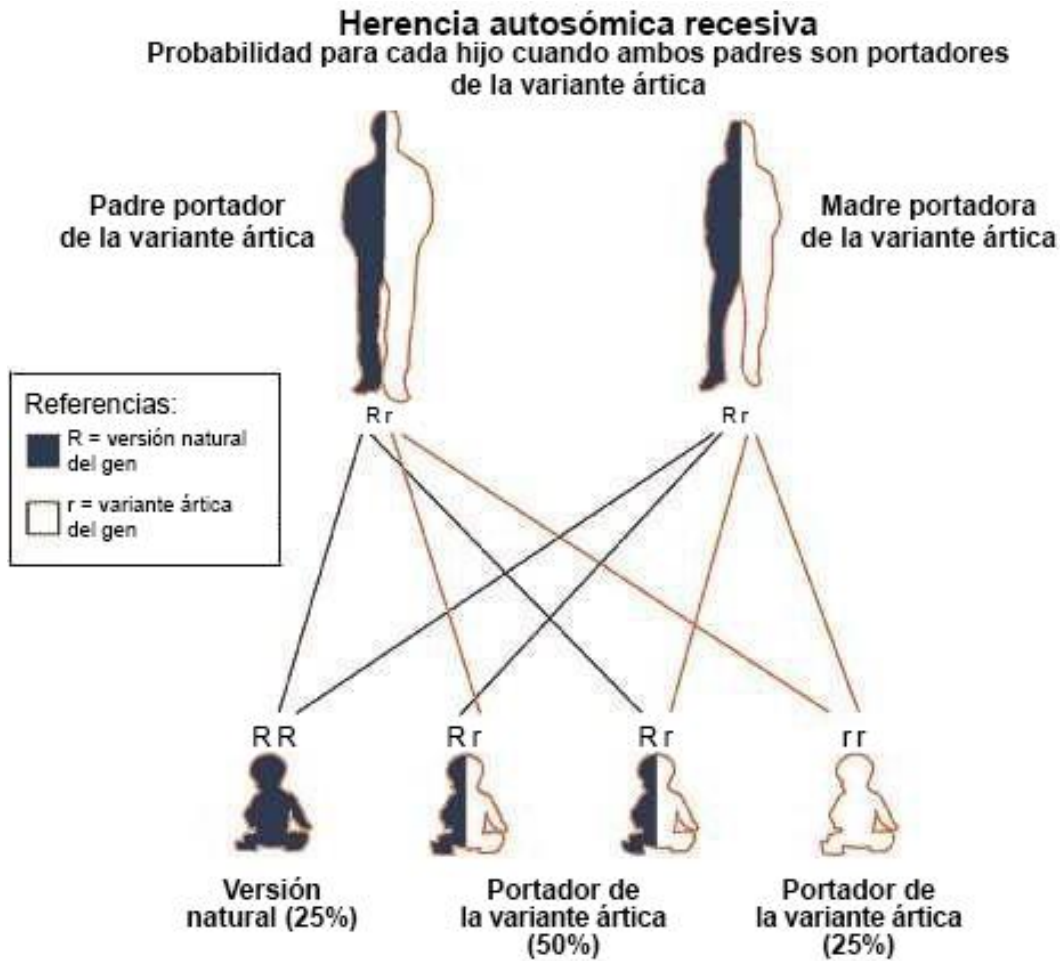 Herencia autosómica recesiva
Probabilidad para cada hijo cuando ambos padres son portadores
de la variante ártica
Padre portador
de la variante ártica
Madre portadora
de la variante ártica
Referencias:
R = versión natural
del gen
r = variante ártica
del gen
R r
R r
R R
R r
R r
r r
Versión
natural (25%)
Portador de
la variante ártica
(50%)
Portador de
la variante ártica
(25%)